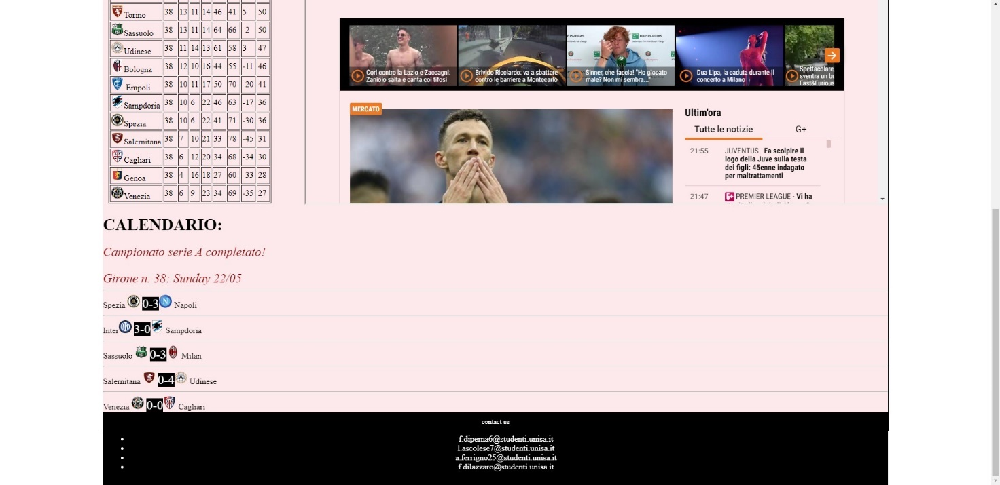 Torino 38 13 11 14 46 41 5 50
Sassuolo 38 13 11 14 64 66 -2 50
Udinese 38 11 14 13 61 58 3 47
Bologna 38 12 10 16 44 55 -11 46
Empoli 38 10 11 17 50 70 -20 41
Sampdoria 38 10 6 22 46 63 -17 36
Spezia 38 10 6 22 41 71 -30 36
Salernitana 38 7 10 21 33 78 -45 31
Cagliari 38 6 12 20 34 68 -34 30
Genoa 38 4 16 18 27 60 -33 28
Venezia 38 6 9 23 34 69 -35 27
BNP PARIBAS
Cori contro la Lazio e Zaccagni:
Zaniolo salta e canta coi tifosi
Brivido Ricciardo: va a sbattere
contro le barriere a Montecarlo
Sinner, che faccia! "Ho giocato
male? Non mi sembra..."
Dua Lipa, la caduta durante il
concerto a Milano
Spettacolare,
sventra un bu
Fast&Furious
MERCATO
Ultim'ora
Tutte le notizie G+
21:55 JUVENTUS - Fa scolpire il
logo della Juve sulla testa
dei figli: 45enne indagato
per maltrattamenti
21:47 PREMIER LEAGUE - Vi ha
CALENDARIO:
Campionato serie A completato!
Girone n. 38: Sunday 22/05
Spezia 0-3 Napoli
Inter 3-0 Sampdoria
Sassuolo 0-3 Milan
Salernitana 0-4 Udinese
Venezia 0-0 Cagliari
contact us
f.diperna6@studenti.unisa.it
l.ascolese7@studenti.unisa.it
a.ferrigno25@studenti.unisa.it
f.dilazzaro@studenti.unisa.it